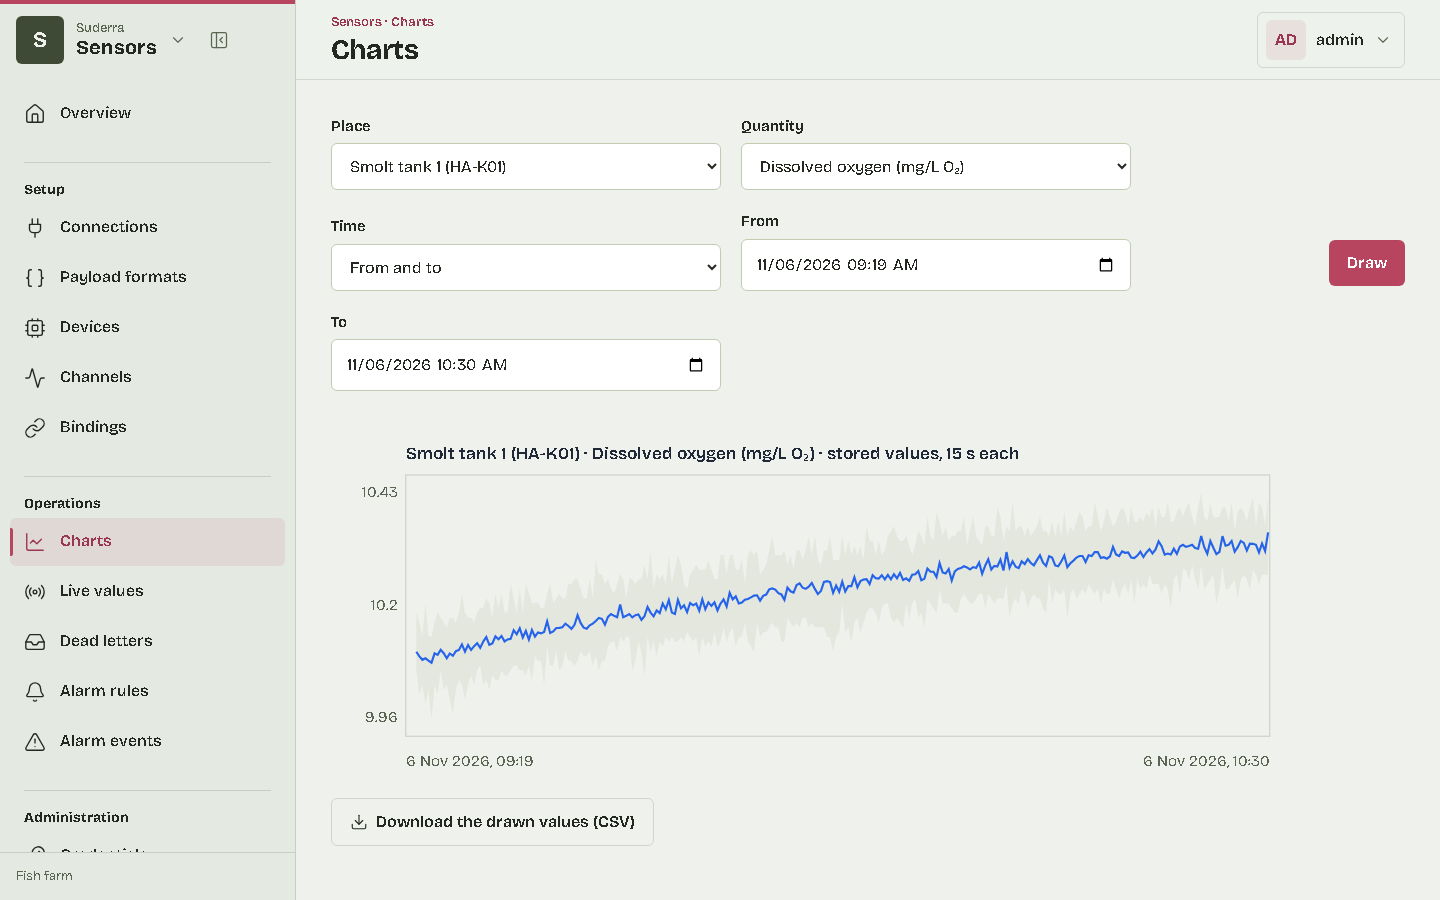 Suderra
Sensors
S
Overview
Setup
Connections
Payload formats
Devices
Channels
Bindings
Operations
Charts
Live values
Dead letters
Alarm rules
Alarm events
Administration
Fish farm
Sensors · Charts
Charts
AD
admin
Place
Smolt tank 1 (HA-K01)
Quantity
Dissolved oxygen (mg/L O₂)
Time
From and to
From
11/06/2026 09:19 AM
Draw
To
11/06/2026 10:30 AM
Smolt tank 1 (HA-K01) · Dissolved oxygen (mg/L O₂) · stored values, 15 s each
10.43
10.2
9.96
6 Nov 2026, 09:19
6 Nov 2026, 10:30
Download the drawn values (CSV)